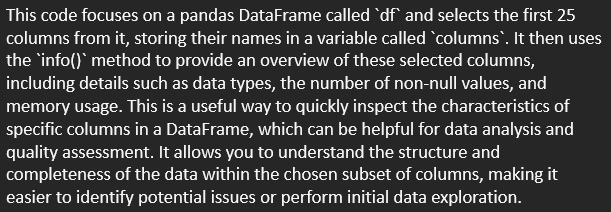 This code focuses on a pandas DataFrame called `df` and selects the first 25
columns from it, storing their names in a variable called `columns`. It then uses
the `info()` method to provide an overview of these selected columns,
including details such as data types, the number of non-null values, and
memory usage. This is a useful way to quickly inspect the characteristics of
specific columns in a DataFrame, which can be helpful for data analysis and
quality assessment. It allows you to understand the structure and
completeness of the data within the chosen subset of columns, making it
easier to identify potential issues or perform initial data exploration.